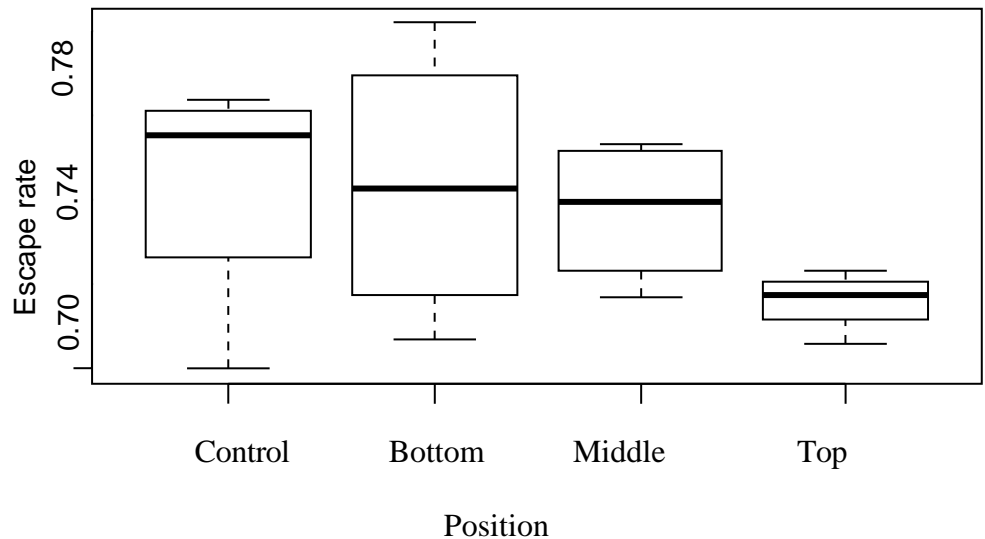 0.78
0.74
0.70
Escape rate
Control Bottom Middle Top
Position